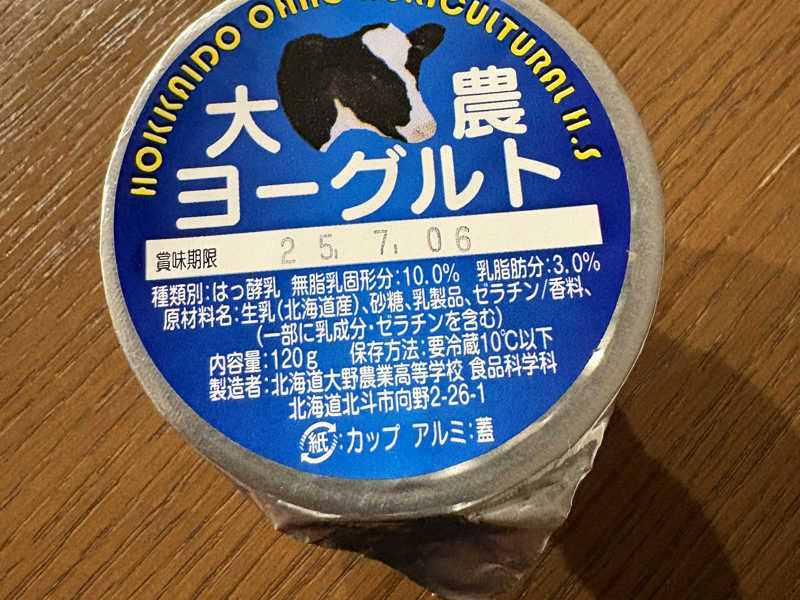 HOKKAIDO OHNO AGRICULTURAL H.S
大農
ヨーグルト
賞味期限 25. 7. 06
種類別:はっ酵乳 無脂乳固形分:10.0% 乳脂肪分:3.0%
原材料名:生乳(北海道産)、砂糖、乳製品、ゼラチン/香料、
(一部に乳成分・ゼラチンを含む)
内容量:120g 保存方法:要冷蔵10℃以下
製造者:北海道大野農業高等学校 食品科学科
北海道北斗市向野2-26-1
紙:カップ アルミ:蓋